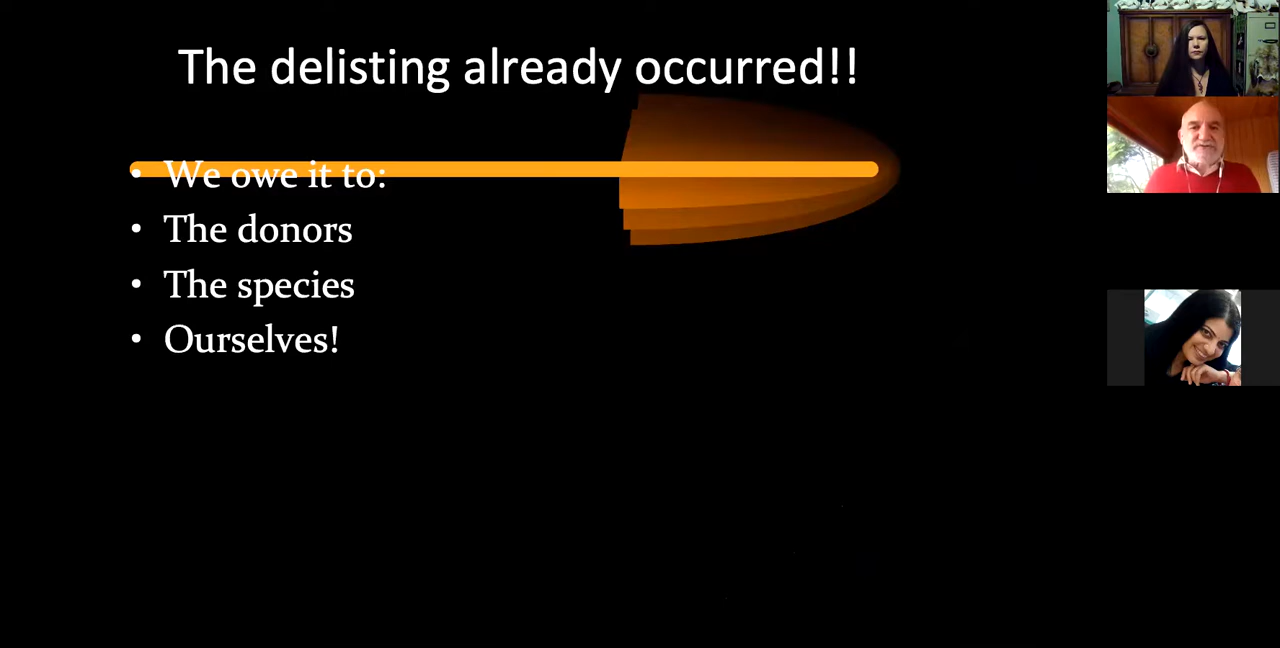 The delisting already occurred!!
• We owe it to:
• The donors
• The species
• Ourselves!